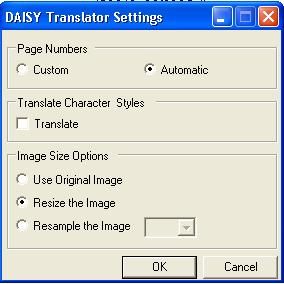 DAISY Translator Settings
Page Numbers
Custom Automatic
Translate Character Styles
Translate
Image Size Options
Use Original Image
Resize the Image
Resample the Image
OK Cancel